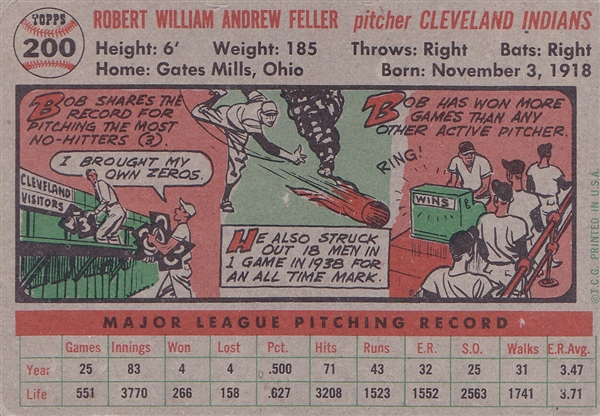 TOPPS
200
ROBERT WILLIAM ANDREW FELLER pitcher CLEVELAND INDIANS
Height: 6' Weight: 185 Throws: Right Bats: Right
Home: Gates Mills, Ohio Born: November 3, 1918
BOB SHARES THE
RECORD FOR
PITCHING THE MOST
NO-HITTERS (3).
I BROUGHT MY
OWN ZEROS.
CLEVELAND
VISITORS
HE ALSO STRUCK
OUT 18 MEN IN
1 GAME IN 1938 FOR
AN ALL TIME MARK.
BOB HAS WON MORE
GAMES THAN ANY
OTHER ACTIVE PITCHER.
RING!
WINS
©T.C.G. PRINTED IN U.S.A.
MAJOR LEAGUE PITCHING RECORD
Games Innings Won Lost Pct. Hits Runs E.R. S.O. Walks E.R.Avg.
Year 25 83 4 4 .500 71 43 32 25 31 3.47
Life 551 3770 266 158 .627 3208 1523 1552 2563 1741 3.71